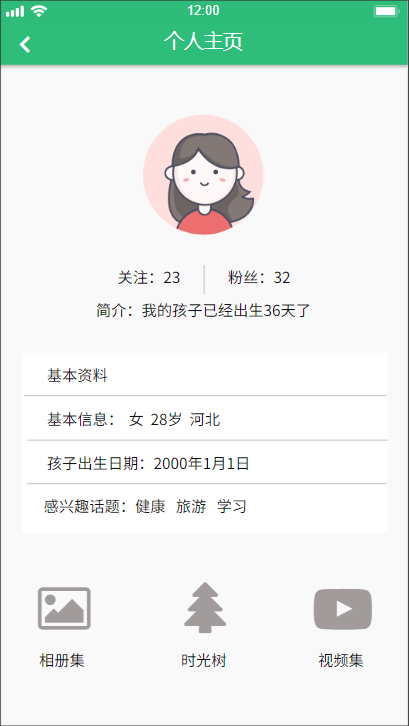 12:00
个人主页
关注：23 粉丝：32
简介：我的孩子已经出生36天了
基本资料
基本信息： 女 28岁 河北
孩子出生日期：2000年1月1日
感兴趣话题：健康 旅游 学习
相册集 时光树 视频集